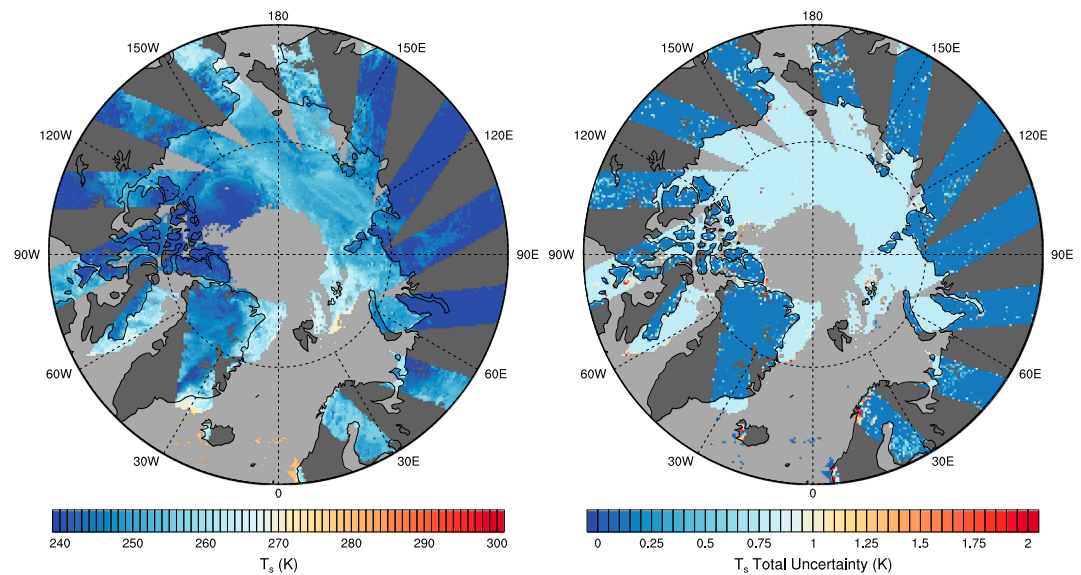 180 180
150W 150E 150W 150E
120W 120E 120W 120E
90W 90E 90W 90E
60W 60E 60W 60E
30W 30E 30W 30E
0 0
240 250 260 270 280 290 300 0 0.25 0.5 0.75 1 1.25 1.5 1.75 2
Ts (K) Ts Total Uncertainty (K)